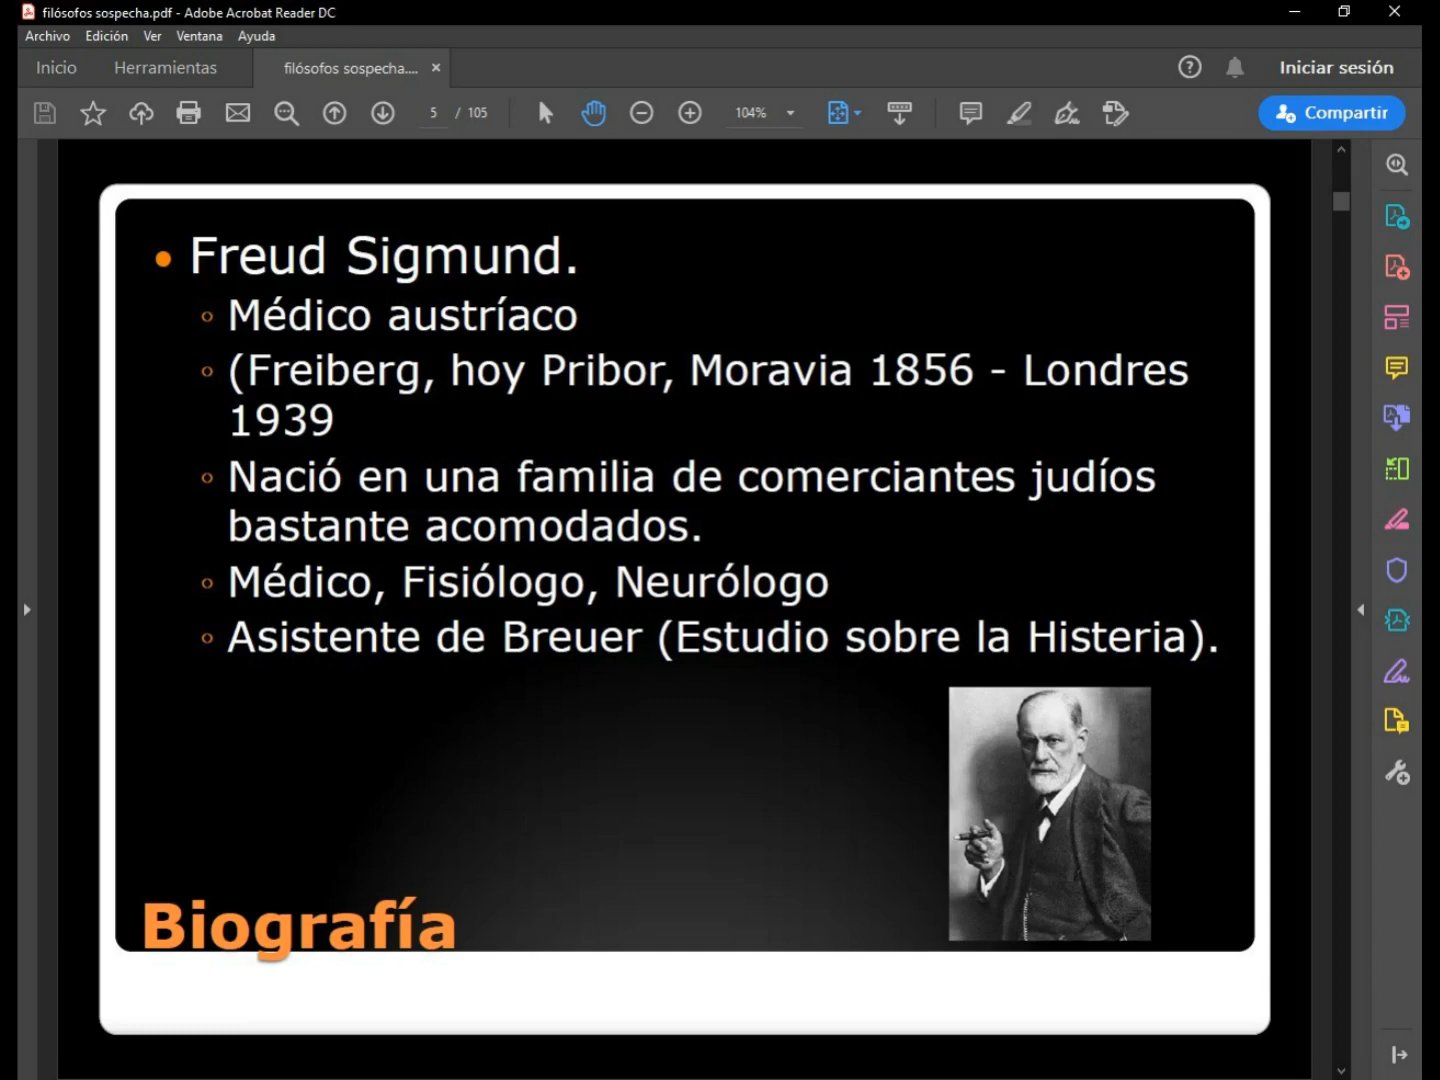 filósofos sospecha.pdf - Adobe Acrobat Reader DC
Archivo Edición Ver Ventana Ayuda
Inicio Herramientas filósofos sospecha.... × Iniciar sesión
5 / 105 104% Compartir
• Freud Sigmund.
◦ Médico austríaco
◦ (Freiberg, hoy Pribor, Moravia 1856 - Londres
1939
◦ Nació en una familia de comerciantes judíos
bastante acomodados.
◦ Médico, Fisiólogo, Neurólogo
◦ Asistente de Breuer (Estudio sobre la Histeria).
Biografía